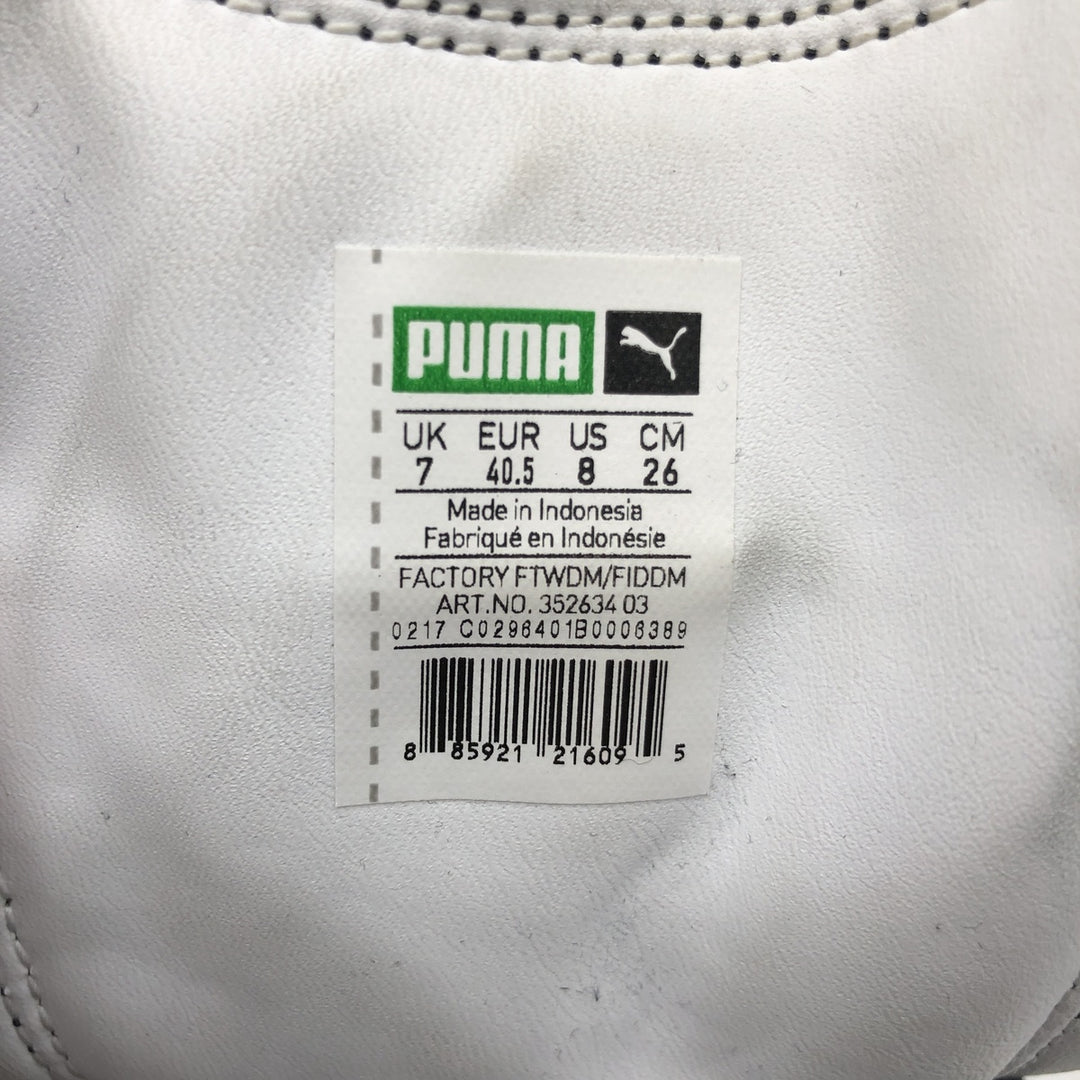 PUMA
UK EUR US CM
7 40.5 8 26
Made in Indonesia
Fabriqué en Indonésie
FACTORY FTWDM/FIDDM
ART.NO. 352634 03
0217 C0296401B0006389
8 85921 21609 5